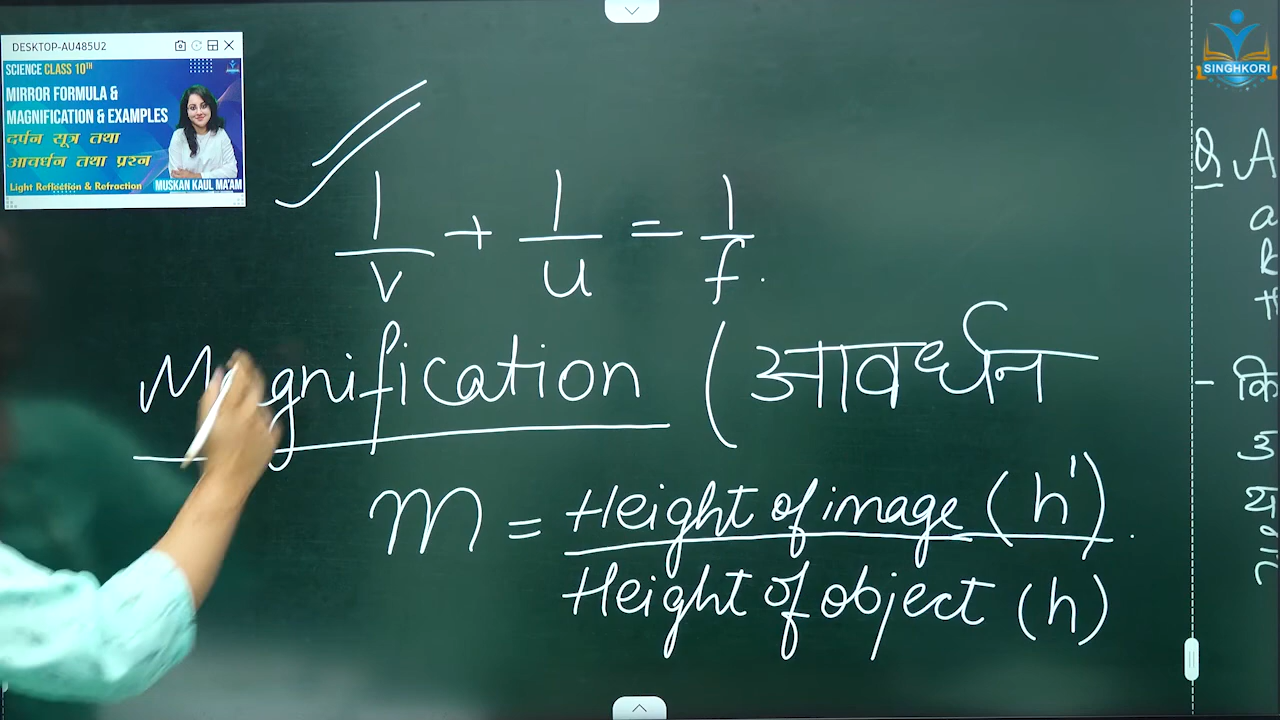 DESKTOP-AU485U2
SCIENCE CLASS 10TH
MIRROR FORMULA &
MAGNIFICATION & EXAMPLES
दर्पन सूत्र तथा
आवर्धन तथा प्रश्न
Light Reflection & Refraction
MUSKAN KAUL MA'AM
SINGHKORI
1/v + 1/u = 1/f
Magnification (आवर्धन
m = Height of image (h')
Height of object (h)
Q A
a
- कि
उ